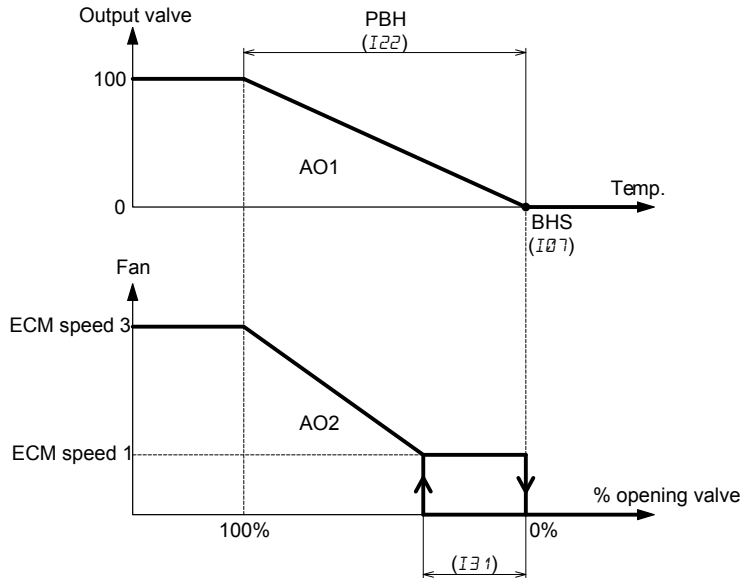 Output valve
PBH
(I22)
100
AO1
Temp.
0
BHS
(I07)
Fan
ECM speed 3
AO2
ECM speed 1
% opening valve
100%
0%
(I31)